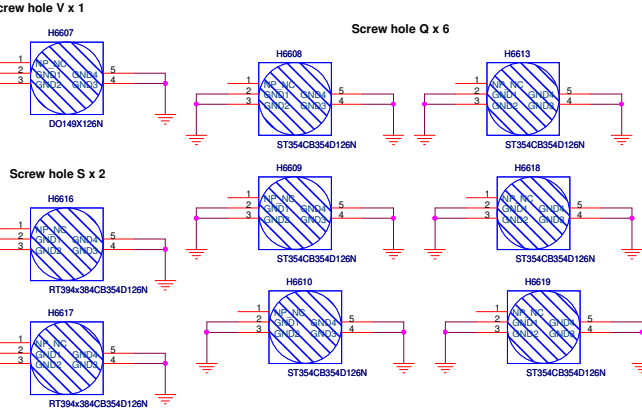 crew hole V x 1
H6607
1 NP_NC
2 GND1 GND4 5
3 GND2 GND3 4
DO149X126N
Screw hole Q x 6
H6608
1 NP_NC
2 GND1 GND4 5
3 GND2 GND3 4
ST354CB354D126N
H6613
1 NP_NC
2 GND1 GND4 5
3 GND2 GND3 4
ST354CB354D126N
Screw hole S x 2
H6616
1 NP_NC
2 GND1 GND4 5
3 GND2 GND3 4
RT394x384CB354D126N
H6609
1 NP_NC
2 GND1 GND4 5
3 GND2 GND3 4
ST354CB354D126N
H6618
1 NP_NC
2 GND1 GND4 5
3 GND2 GND3 4
ST354CB354D126N
H6617
1 NP_NC
2 GND1 GND4 5
3 GND2 GND3 4
RT394x384CB354D126N
H6610
1 NP_NC
2 GND1 GND4 5
3 GND2 GND3 4
ST354CB354D126N
H6619
1 NP_NC
2 GND1 GND4 5
3 GND2 GND3 4
ST354CB354D126N